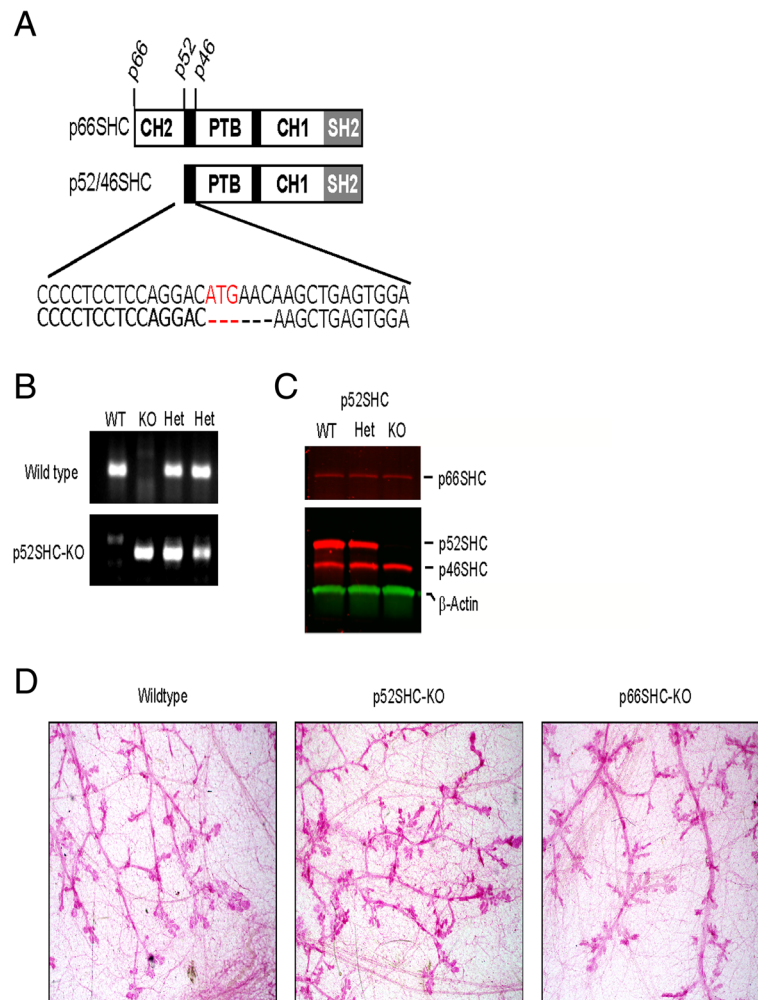 A
p66 p52 p46
p66SHC CH2 PTB CH1 SH2
p52/46SHC PTB CH1 SH2
CCCCTCCTCCAGGACATGAACAAGCTGAGTGGA
CCCCTCCTCCAGGAC------AAGCTGAGTGGA
B
WT KO Het Het
Wild type
p52SHC-KO
C
p52SHC
WT Het KO
p66SHC
p52SHC
p46SHC
β-Actin
D
Wildtype p52SHC-KO p66SHC-KO